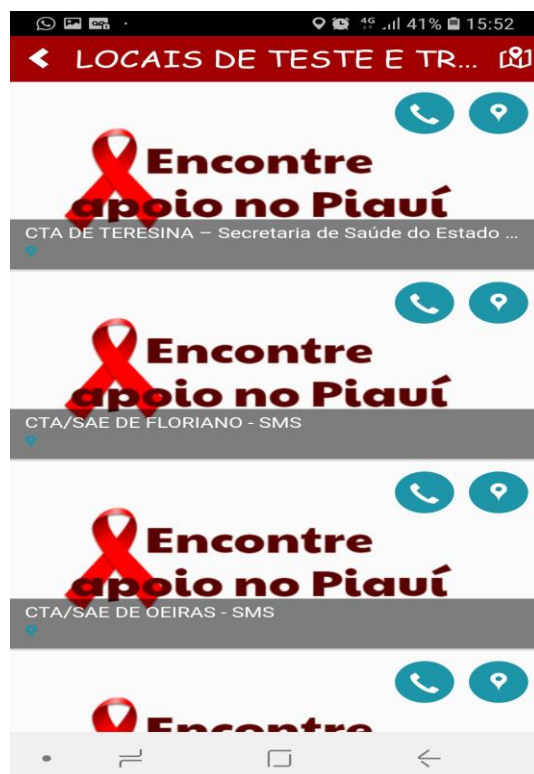 4G 41% 15:52
LOCAIS DE TESTE E TR...
Encontre
apoio no Piauí
CTA DE TERESINA – Secretaria de Saúde do Estado ...
Encontre
apoio no Piauí
CTA/SAE DE FLORIANO - SMS
Encontre
apoio no Piauí
CTA/SAE DE OEIRAS - SMS
Encontre